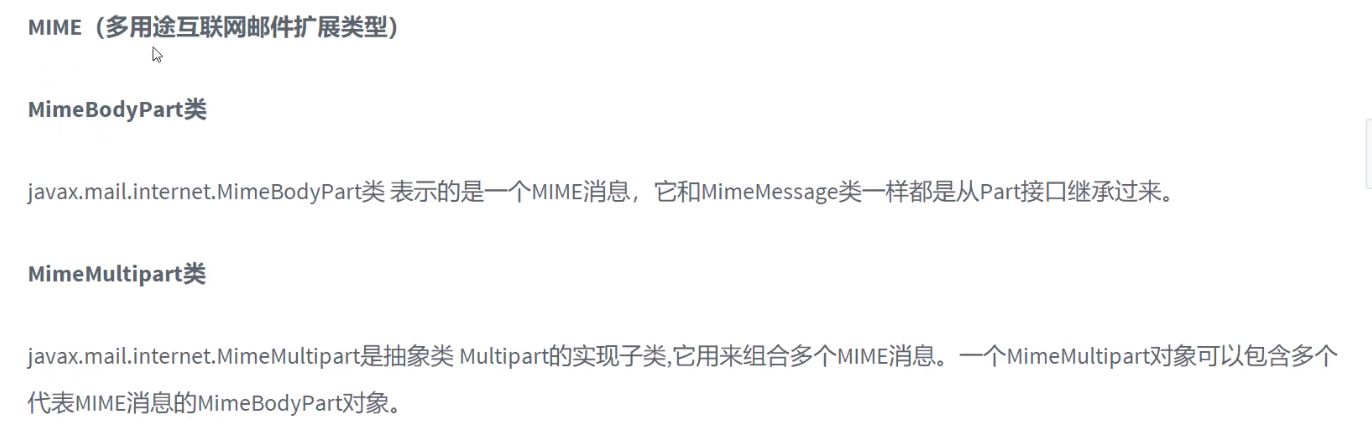 MIME（多用途互联网邮件扩展类型）
MimeBodyPart类
javax.mail.internet.MimeBodyPart类 表示的是一个MIME消息，它和MimeMessage类一样都是从Part接口继承过来。
MimeMultipart类
javax.mail.internet.MimeMultipart是抽象类 Multipart的实现子类,它用来组合多个MIME消息。一个MimeMultipart对象可以包含多个
代表MIME消息的MimeBodyPart对象。